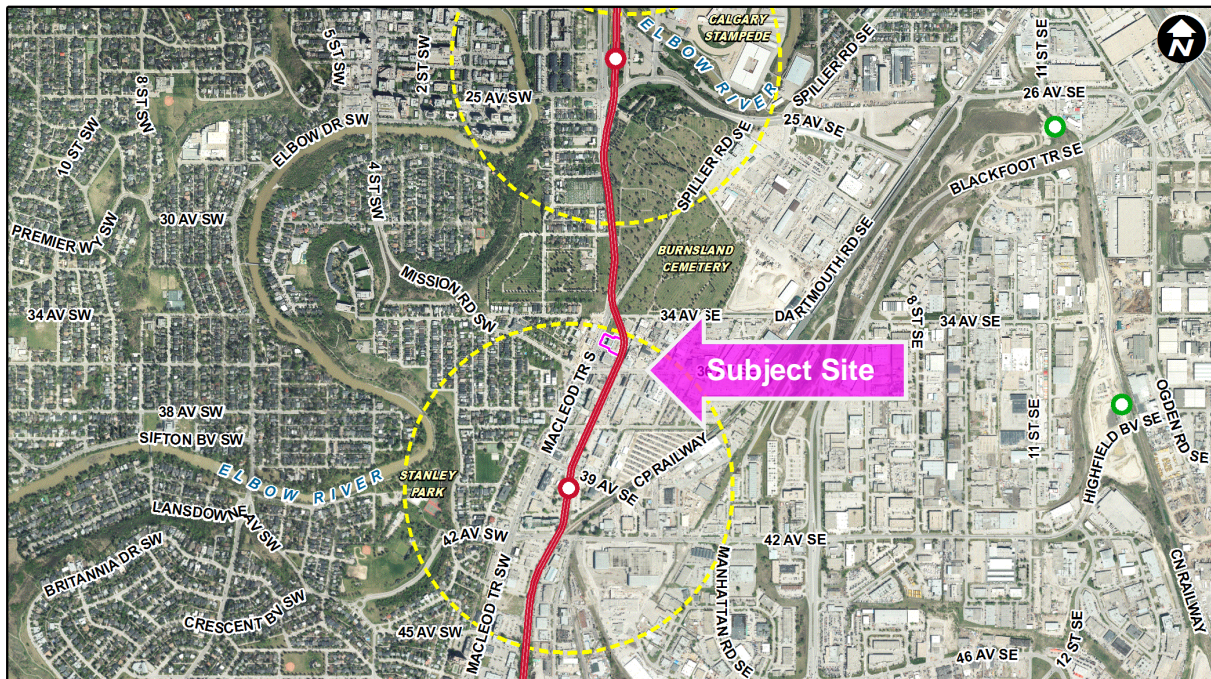 CALGARY
STAMPEDE
N
5 ST SW
2 ST SW
8 ST SW
ELBOW RIVER
SPILLER RD SE
11 ST SE
26 AV SE
25 AV SW
25 AV SE
10 ST SW
ELBOW DR SW
4 ST SW
SPILLER RD SE
BLACKFOOT TR SE
30 AV SW
PREMIER WY SW
BURNSLAND
CEMETERY
MISSION RD SW
DARTMOUTH RD SE
8 ST SE
34 AV SW
34 AV SE
34 AV SE
Subject Site
MACLEOD TR S
OGDEN RD SE
38 AV SW
SIFTON BV SW
11 ST SE
HIGHFIELD BV SE
CP RAILWAY
39 AV SE
ELBOW RIVER
STANLEY
PARK
LANSDOWNE AV SW
42 AV SW
42 AV SE
BRITANNIA DR SW
MANHATTAN RD SE
CN RAILWAY
CRESCENT BV SW
45 AV SW
MACLEOD TR SW
12 ST SE
46 AV SE